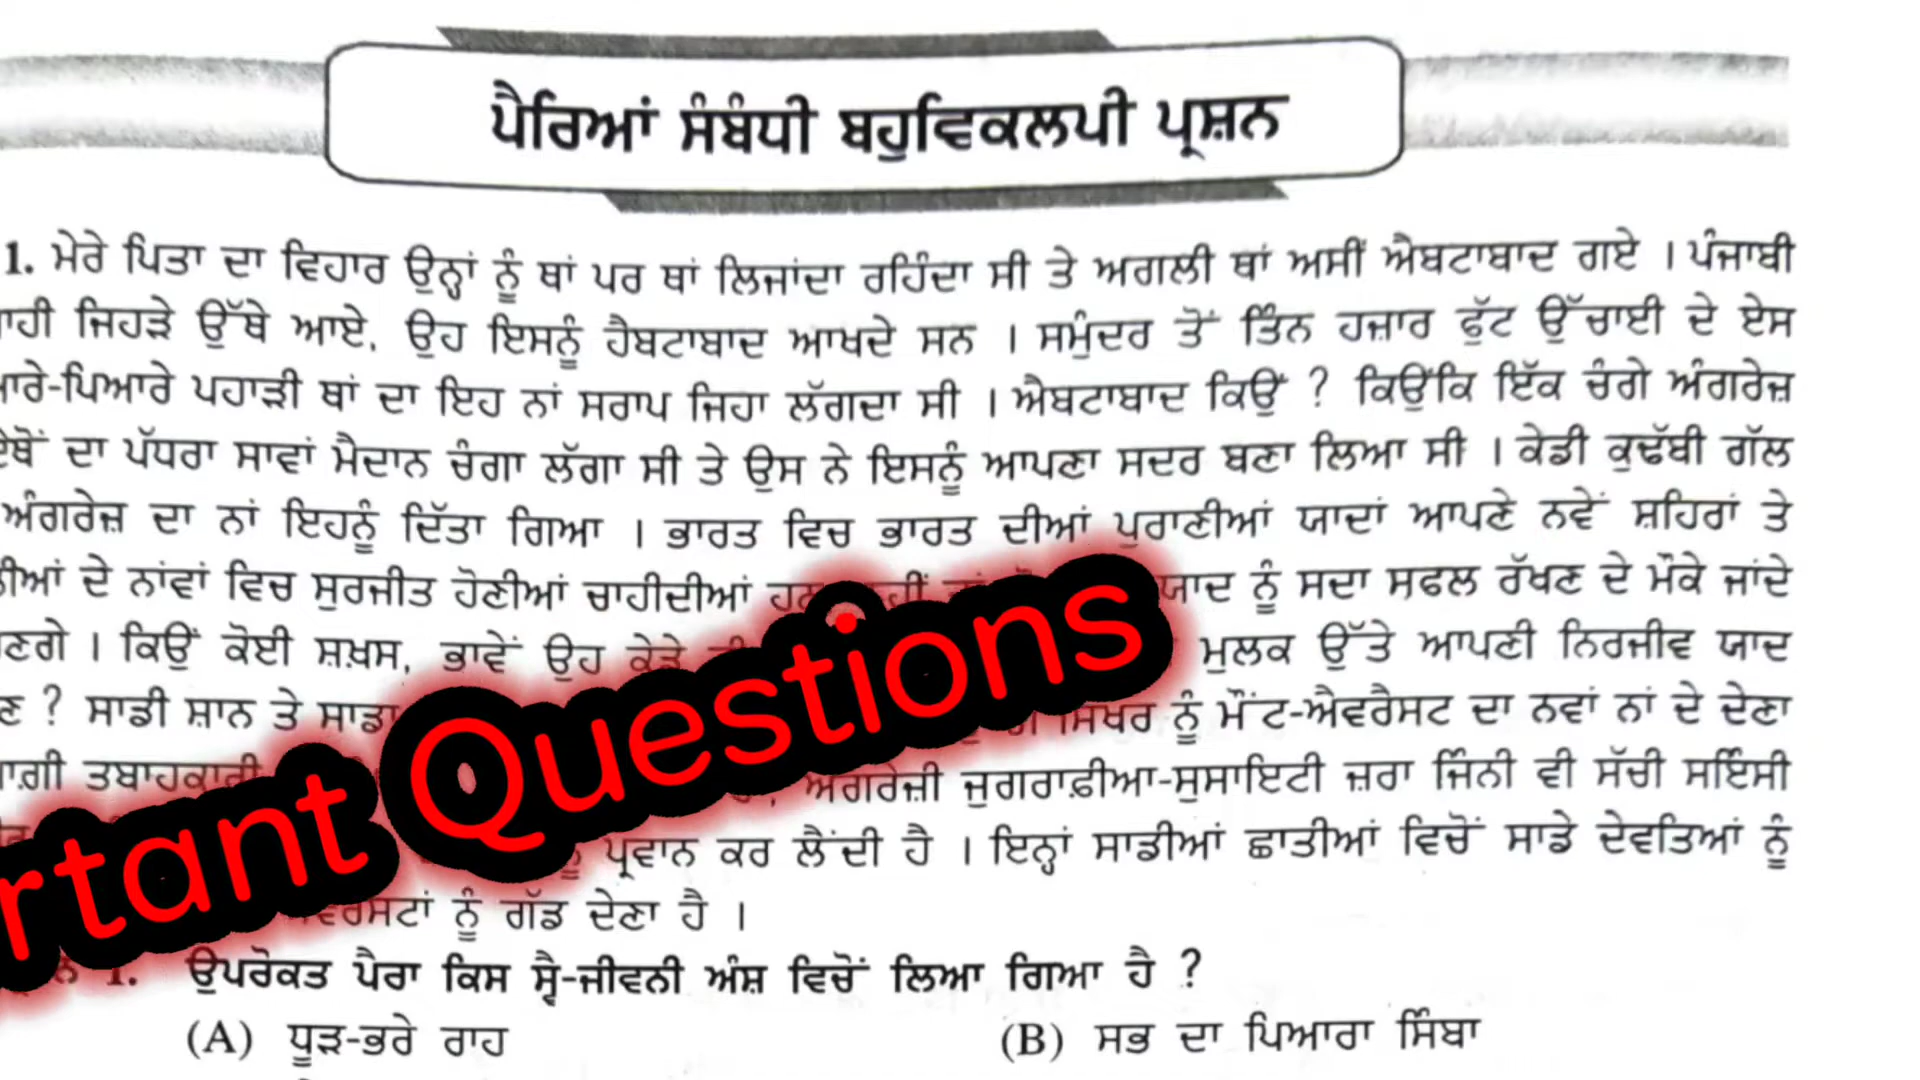 ਪੈਰਿਆਂ ਸੰਬੰਧੀ ਬਹੁਵਿਕਲਪੀ ਪ੍ਰਸ਼ਨ
1. ਮੇਰੇ ਪਿਤਾ ਦਾ ਵਿਹਾਰ ਉਨ੍ਹਾਂ ਨੂੰ ਥਾਂ ਪਰ ਥਾਂ ਲਿਜਾਂਦਾ ਰਹਿੰਦਾ ਸੀ ਤੇ ਅਗਲੀ ਥਾਂ ਅਸੀਂ ਐਬਟਾਬਾਦ ਗਏ । ਪੰਜਾਬੀ
ਜਿਹੜੇ ਉੱਥੇ ਆਏ, ਉਹ ਇਸਨੂੰ ਹੈਬਟਾਬਾਦ ਆਖਦੇ ਸਨ । ਸਮੁੰਦਰ ਤੋਂ ਤਿੰਨ ਹਜ਼ਾਰ ਫੁੱਟ ਉੱਚਾਈ ਦੇ ਏਸ
ਪਹਾੜੀ ਥਾਂ ਦਾ ਇਹ ਨਾਂ ਸਰਾਪ ਜਿਹਾ ਲੱਗਦਾ ਸੀ । ਐਬਟਾਬਾਦ ਕਿਉਂ ? ਕਿਉਂਕਿ ਇੱਕ ਚੰਗੇ ਅੰਗਰੇਜ਼
ਦਾ ਪੱਧਰਾ ਸਾਵਾਂ ਮੈਦਾਨ ਚੰਗਾ ਲੱਗਾ ਸੀ ਤੇ ਉਸ ਨੇ ਇਸਨੂੰ ਆਪਣਾ ਸਦਰ ਬਣਾ ਲਿਆ ਸੀ । ਕੇਡੀ ਕੁਢੱਬੀ ਗੱਲ
ਅੰਗਰੇਜ਼ ਦਾ ਨਾਂ ਇਹਨੂੰ ਦਿੱਤਾ ਗਿਆ । ਭਾਰਤ ਵਿਚ ਭਾਰਤ ਦੀਆਂ ਪੁਰਾਣੀਆਂ ਯਾਦਾਂ ਆਪਣੇ ਨਵੇਂ ਸ਼ਹਿਰਾਂ ਤੇ
ਦੇ ਨਾਂਵਾਂ ਵਿਚ ਸੁਰਜੀਤ ਹੋਣੀਆਂ ਚਾਹੀਦੀਆਂ ਯਾਦ ਨੂੰ ਸਦਾ ਸਫਲ ਰੱਖਣ ਦੇ ਮੌਕੇ ਜਾਂਦੇ
ਕਿਉਂ ਕੋਈ ਸ਼ਖ਼ਸ, ਭਾਵੇਂ ਉਹ ਕੇਡੇ ਮੁਲਕ ਉੱਤੇ ਆਪਣੀ ਨਿਰਜੀਵ ਯਾਦ
? ਸਾਡੀ ਸ਼ਾਨ ਤੇ ਸਾਡਾ ਸਿਖਰ ਨੂੰ ਮੌਂਟ-ਐਵਰੈਸਟ ਦਾ ਨਵਾਂ ਨਾਂ ਦੇ ਦੇਣਾ
ਤਬਾਹਕਾਰੀ ਅੰਗਰੇਜ਼ੀ ਜੁਗਰਾਫ਼ੀਆ-ਸੁਸਾਇਟੀ ਜ਼ਰਾ ਜਿੰਨੀ ਵੀ ਸੱਚੀ ਸਇੰਸੀ
ਪ੍ਰਵਾਨ ਕਰ ਲੈਂਦੀ ਹੈ । ਇਨ੍ਹਾਂ ਸਾਡੀਆਂ ਛਾਤੀਆਂ ਵਿਚੋਂ ਸਾਡੇ ਦੇਵਤਿਆਂ ਨੂੰ
ਨੂੰ ਗੱਡ ਦੇਣਾ ਹੈ ।
Questions
1. ਉਪਰੋਕਤ ਪੈਰਾ ਕਿਸ ਸ੍ਵੈ-ਜੀਵਨੀ ਅੰਸ਼ ਵਿਚੋਂ ਲਿਆ ਗਿਆ ਹੈ ?
(A) ਧੂੜ-ਭਰੇ ਰਾਹ (B) ਸਭ ਦਾ ਪਿਆਰਾ ਸਿੰਬਾ